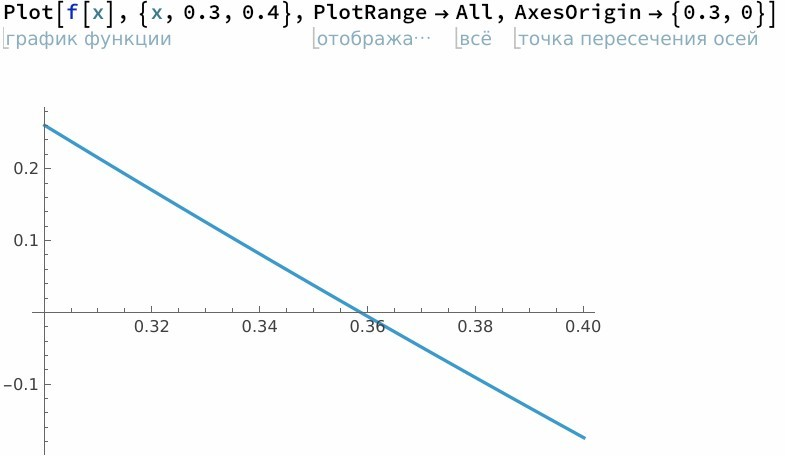 Plot[f[x], {x, 0.3, 0.4}, PlotRange → All, AxesOrigin → {0.3, 0}]
график функции отобража⋯ всё точка пересечения осей
0.2
0.1
0.32 0.34 0.36 0.38 0.40
−0.1